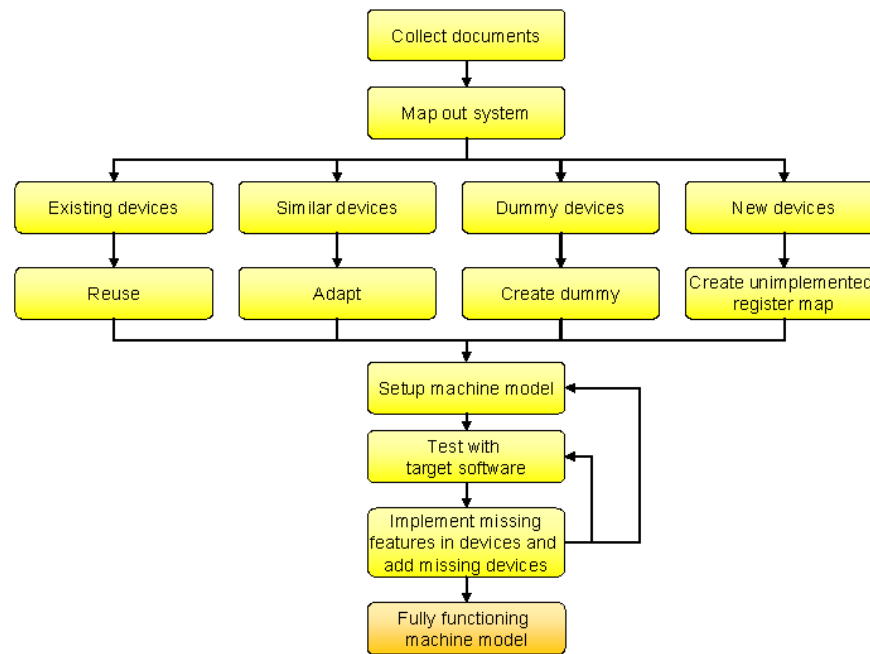 Collect documents
Map out system
Existing devices
Similar devices
Dummy devices
New devices
Reuse
Adapt
Create dummy
Create unimplemented
register map
Setup machine model
Test with
target software
Implement missing
features in devices and
add missing devices
Fully functioning
machine model